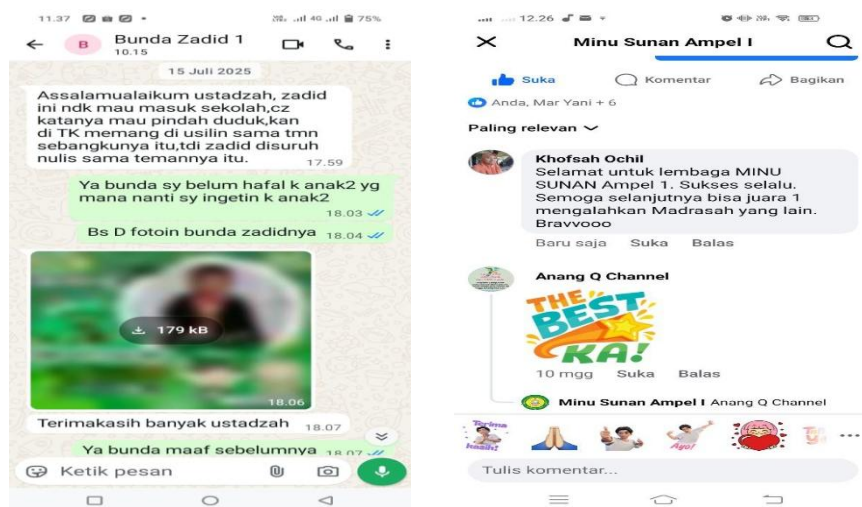 11.37
4G 75%
Bunda Zadid 1
10.15
15 Juli 2025
Assalamualaikum ustadzah, zadid
ini ndk mau masuk sekolah,cz
katanya mau pindah duduk,kan
di TK memang di usilin sama tmn
sebangkunya itu,tdi zadid disuruh
nulis sama temannya itu.
17.59
Ya bunda sy belum hafal k anak2 yg
mana nanti sy ingetin k anak2
18.03
Bs D fotoin bunda zadidnya
18.04
179 kB
18.06
Terimakasih banyak ustadzah
18.07
Ya bunda maaf sebelumnya
18.07
Ketik pesan
12.26
Minu Sunan Ampel I
Suka Komentar Bagikan
Anda, Mar Yani + 6
Paling relevan
Khofsah Ochil
Selamat untuk lembaga MINU
SUNAN Ampel 1. Sukses selalu.
Semoga selanjutnya bisa juara 1
mengalahkan Madrasah yang lain.
Bravvooo
Baru saja Suka Balas
Anang Q Channel
THE
BEST
KA!
10 mgg Suka Balas
Minu Sunan Ampel I Anang Q Channel
Terima
kasih!
Ayo!
Tulis komentar...